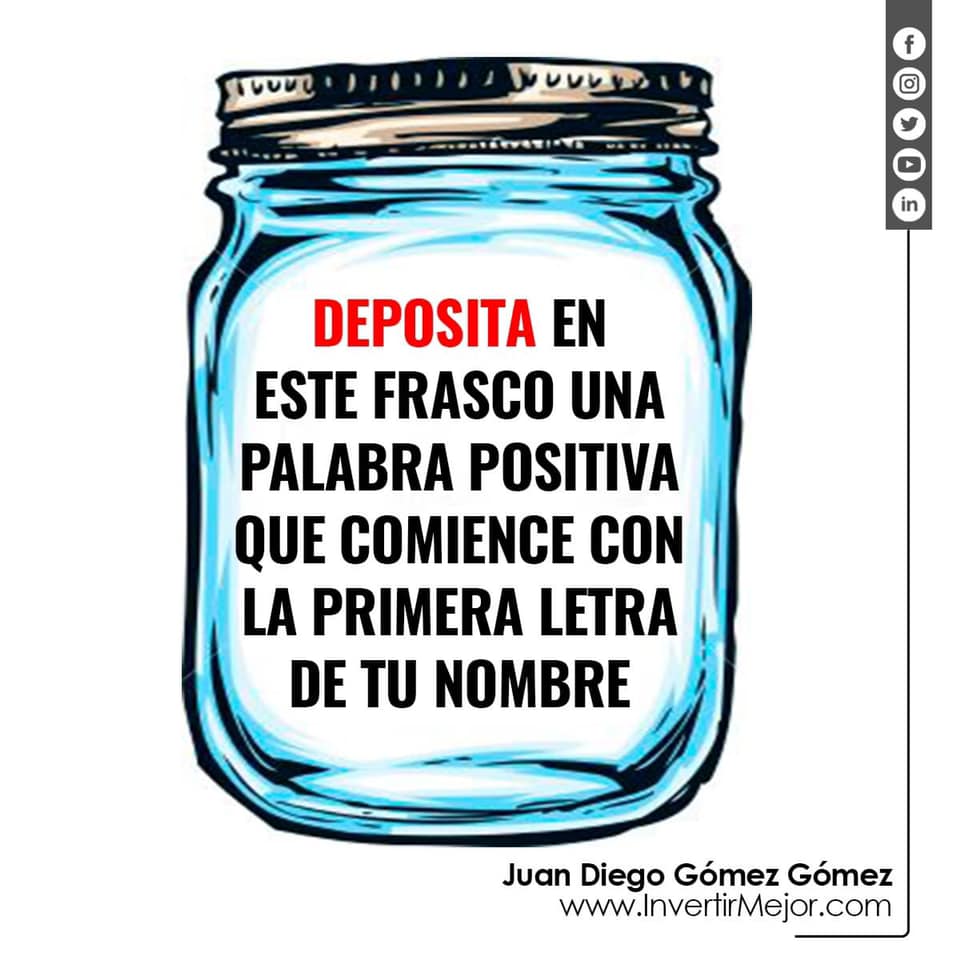 DEPOSITA EN
ESTE FRASCO UNA
PALABRA POSITIVA
QUE COMIENCE CON
LA PRIMERA LETRA
DE TU NOMBRE
Juan Diego Gómez Gómez
www.InvertirMejor.com